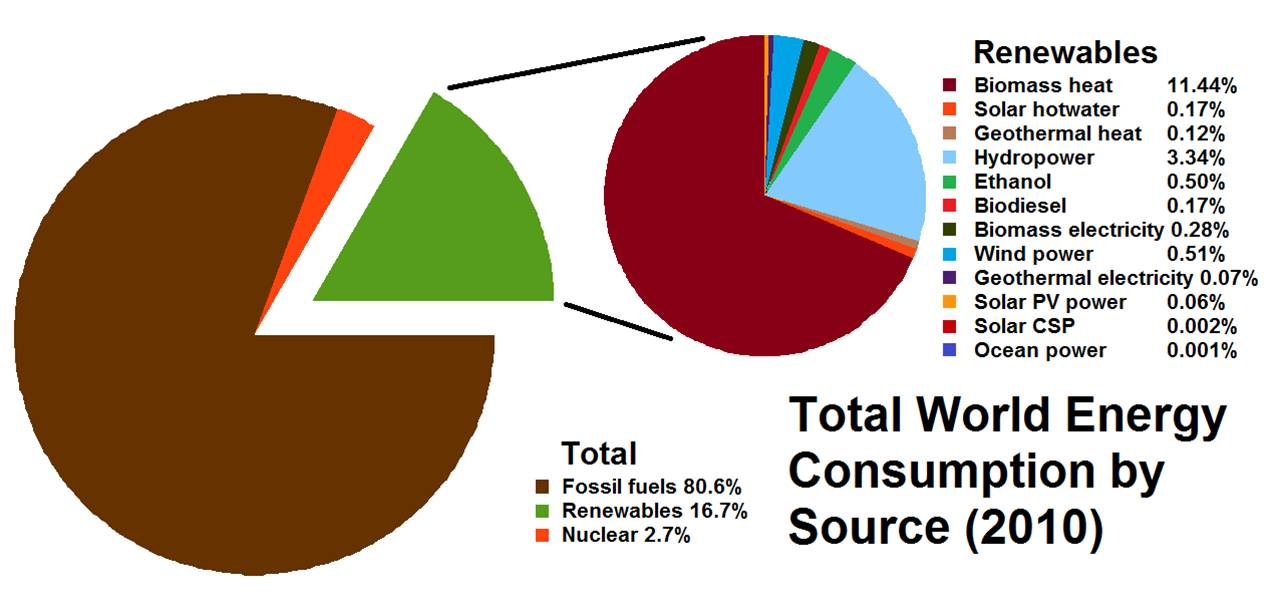 Renewables
Biomass heat 11.44%
Solar hotwater 0.17%
Geothermal heat 0.12%
Hydropower 3.34%
Ethanol 0.50%
Biodiesel 0.17%
Biomass electricity 0.28%
Wind power 0.51%
Geothermal electricity 0.07%
Solar PV power 0.06%
Solar CSP 0.002%
Ocean power 0.001%
Total World Energy
Consumption by
Source (2010)
Total
Fossil fuels 80.6%
Renewables 16.7%
Nuclear 2.7%